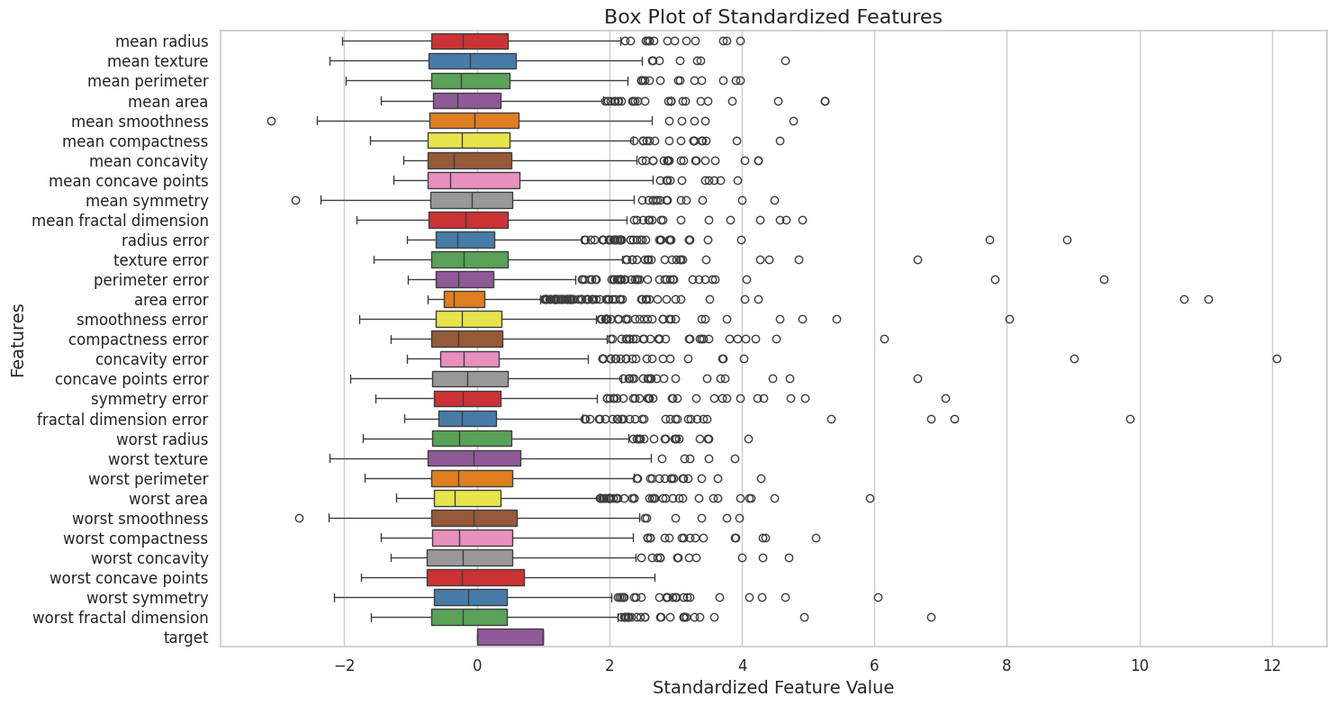 Box Plot of Standardized Features
mean radius
mean texture
mean perimeter
mean area
mean smoothness
mean compactness
mean concavity
mean concave points
mean symmetry
mean fractal dimension
radius error
texture error
perimeter error
area error
smoothness error
compactness error
concavity error
concave points error
symmetry error
fractal dimension error
worst radius
worst texture
worst perimeter
worst area
worst smoothness
worst compactness
worst concavity
worst concave points
worst symmetry
worst fractal dimension
target
Features
−2 0 2 4 6 8 10 12
Standardized Feature Value